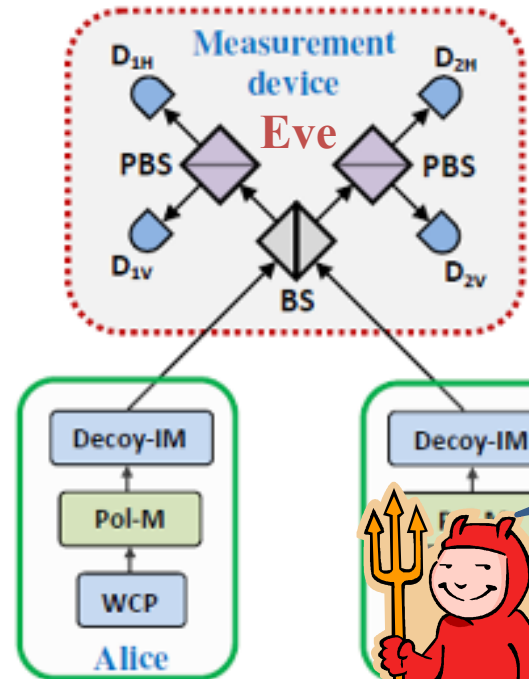 Measurement
device
Eve
D1H
D2H
PBS
PBS
D1V
D2V
BS
Decoy-IM
Decoy-IM
Pol-M
WCP
Alice